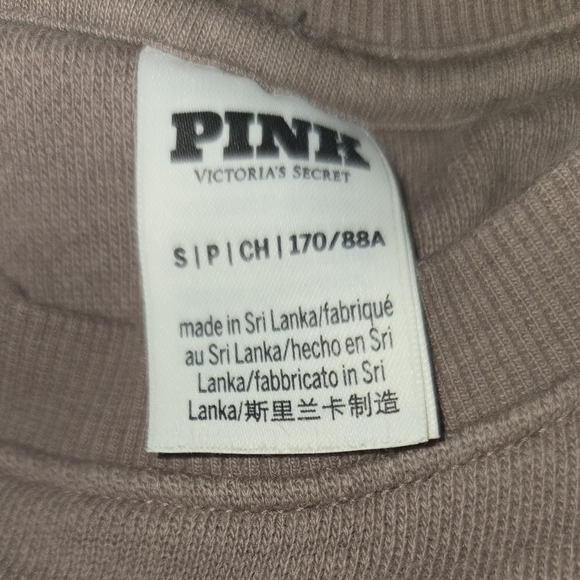 PINK
VICTORIA'S SECRET
S | P | CH | 170/88A
made in Sri Lanka/fabriqué
au Sri Lanka/hecho en Sri
Lanka/fabbricato in Sri
Lanka/斯里兰卡制造